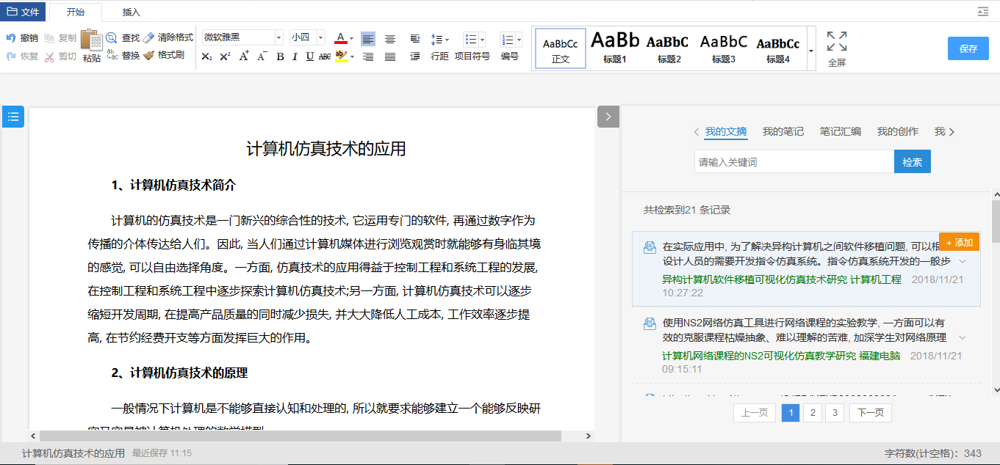 文件 开始 插入
撤销 复制 粘贴 查找 清除格式 微软雅黑 小四 A
恢复 剪切 替换 格式刷 X₂ X² A⁺ A⁻ B I U ABC ab 行距 项目符号 编号
AaBbCc AaBb AaBbC AaBbC AaBbCc
正文 标题1 标题2 标题3 标题4 全屏 保存
计算机仿真技术的应用
1、计算机仿真技术简介
计算机的仿真技术是一门新兴的综合性的技术, 它运用专门的软件, 再通过数字作为
传播的介体传达给人们。因此, 当人们通过计算机媒体进行浏览观赏时就能够有身临其境
的感觉, 可以自由选择角度。一方面, 仿真技术的应用得益于控制工程和系统工程的发展,
在控制工程和系统工程中逐步探索计算机仿真技术;另一方面, 计算机仿真技术可以逐步
缩短开发周期, 在提高产品质量的同时减少损失, 并大大降低人工成本, 工作效率逐步提
高, 在节约经费开支等方面发挥巨大的作用。
2、计算机仿真技术的原理
一般情况下计算机是不能够直接认知和处理的, 所以就要求能够建立一个能够反映研
我的文摘 我的笔记 笔记汇编 我的创作 我
请输入关键词 检索
共检索到21 条记录
+ 添加
在实际应用中, 为了解决异构计算机之间软件移植问题, 可以根
设计人员的需要开发指令仿真系统。指令仿真系统开发的一般步
异构计算机软件移植可视化仿真技术研究 计算机工程 2018/11/21
10:27:22
使用NS2网络仿真工具进行网络课程的实验教学, 一方面可以有
效的克服课程枯燥抽象、难以理解的苦难, 加深学生对网络原理
计算机网络课程的NS2可视化仿真教学研究 福建电脑 2018/11/21
09:15:11
上一页 1 2 3 下一页
计算机仿真技术的应用 最近保存 11:15 字符数(计空格)： 343